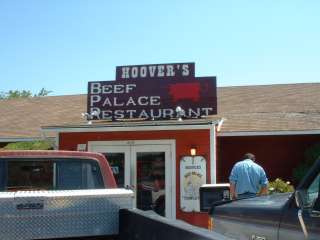 HOOVER'S
BEEF
PALACE
RESTAURANT